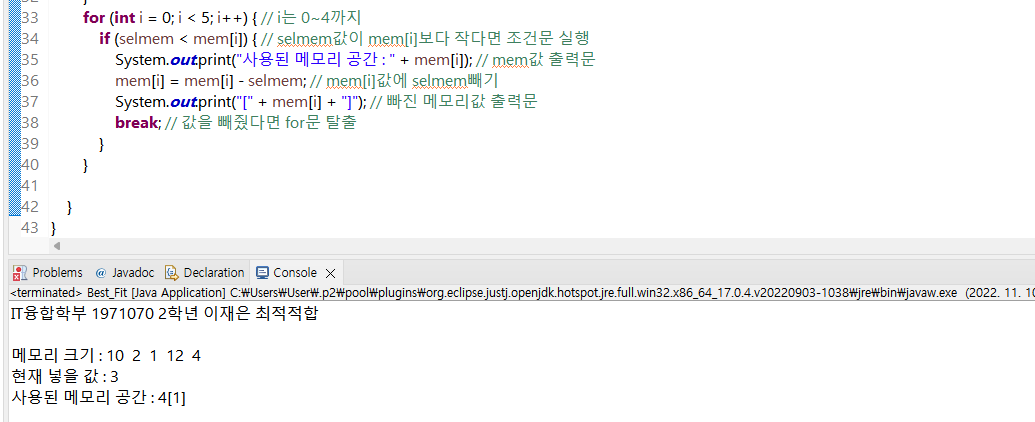 33 for (int i = 0; i < 5; i++) { // i는 0~4까지
34 if (selmem < mem[i]) { // selmem값이 mem[i]보다 작다면 조건문 실행
35 System.out.print("사용된 메모리 공간 : " + mem[i]); // mem값 출력문
36 mem[i] = mem[i] - selmem; // mem[i]값에 selmem빼기
37 System.out.print("[" + mem[i] + "]"); // 빠진 메모리값 출력문
38 break; // 값을 빼줬다면 for문 탈출
39 }
40 }
41
42 }
43 }
Problems @ Javadoc Declaration Console
<terminated> Best_Fit [Java Application] C:₩Users₩User₩.p2₩pool₩plugins₩org.eclipse.justj.openjdk.hotspot.jre.full.win32.x86_64_17.0.4.v20220903-1038₩jre₩bin₩javaw.exe (2022. 11. 10
IT융합학부 1971070 2학년 이재은 최적적합
메모리 크기 : 10 2 1 12 4
현재 넣을 값 : 3
사용된 메모리 공간 : 4[1]